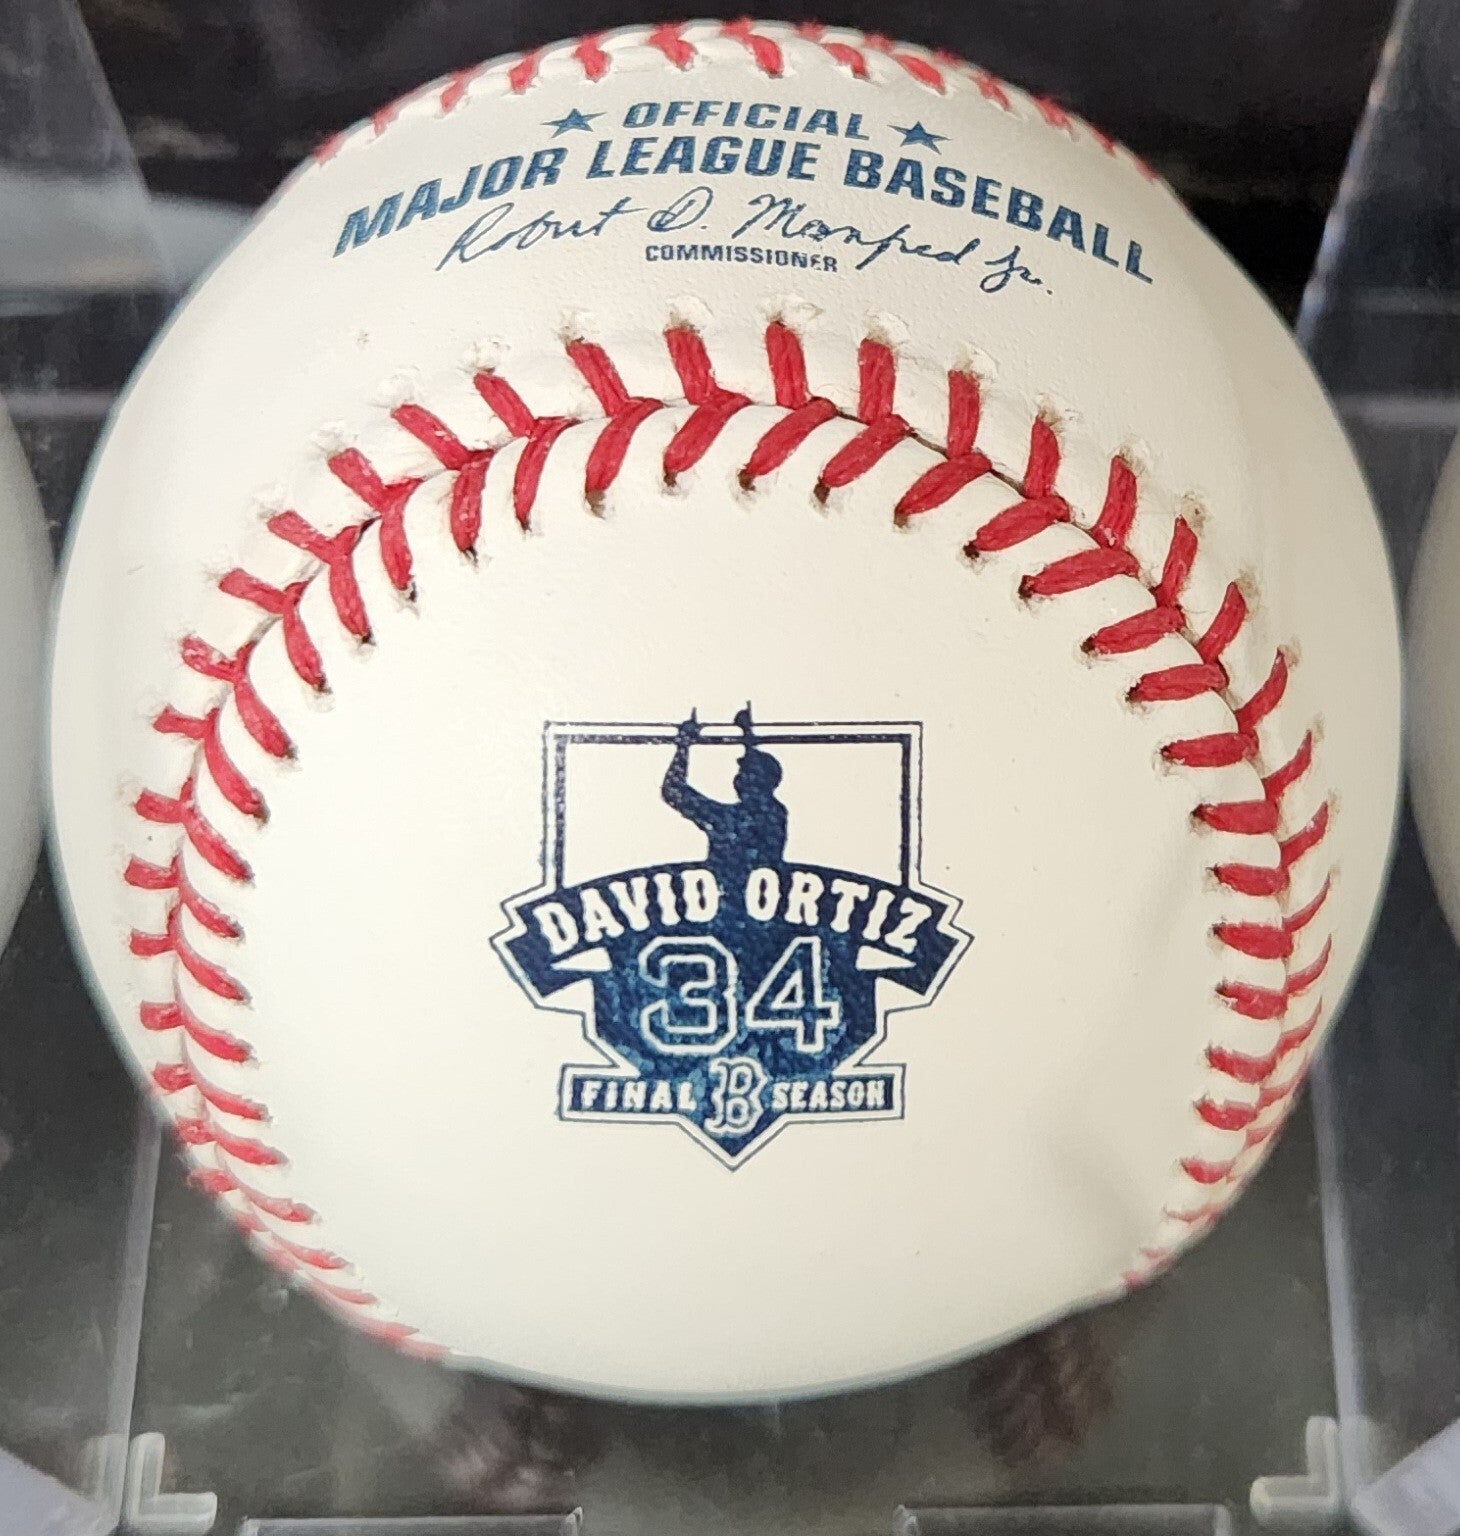 OFFICIAL
MAJOR LEAGUE BASEBALL
Robert D. Manfred Jr.
COMMISSIONER
DAVID ORTIZ
34
FINAL B SEASON